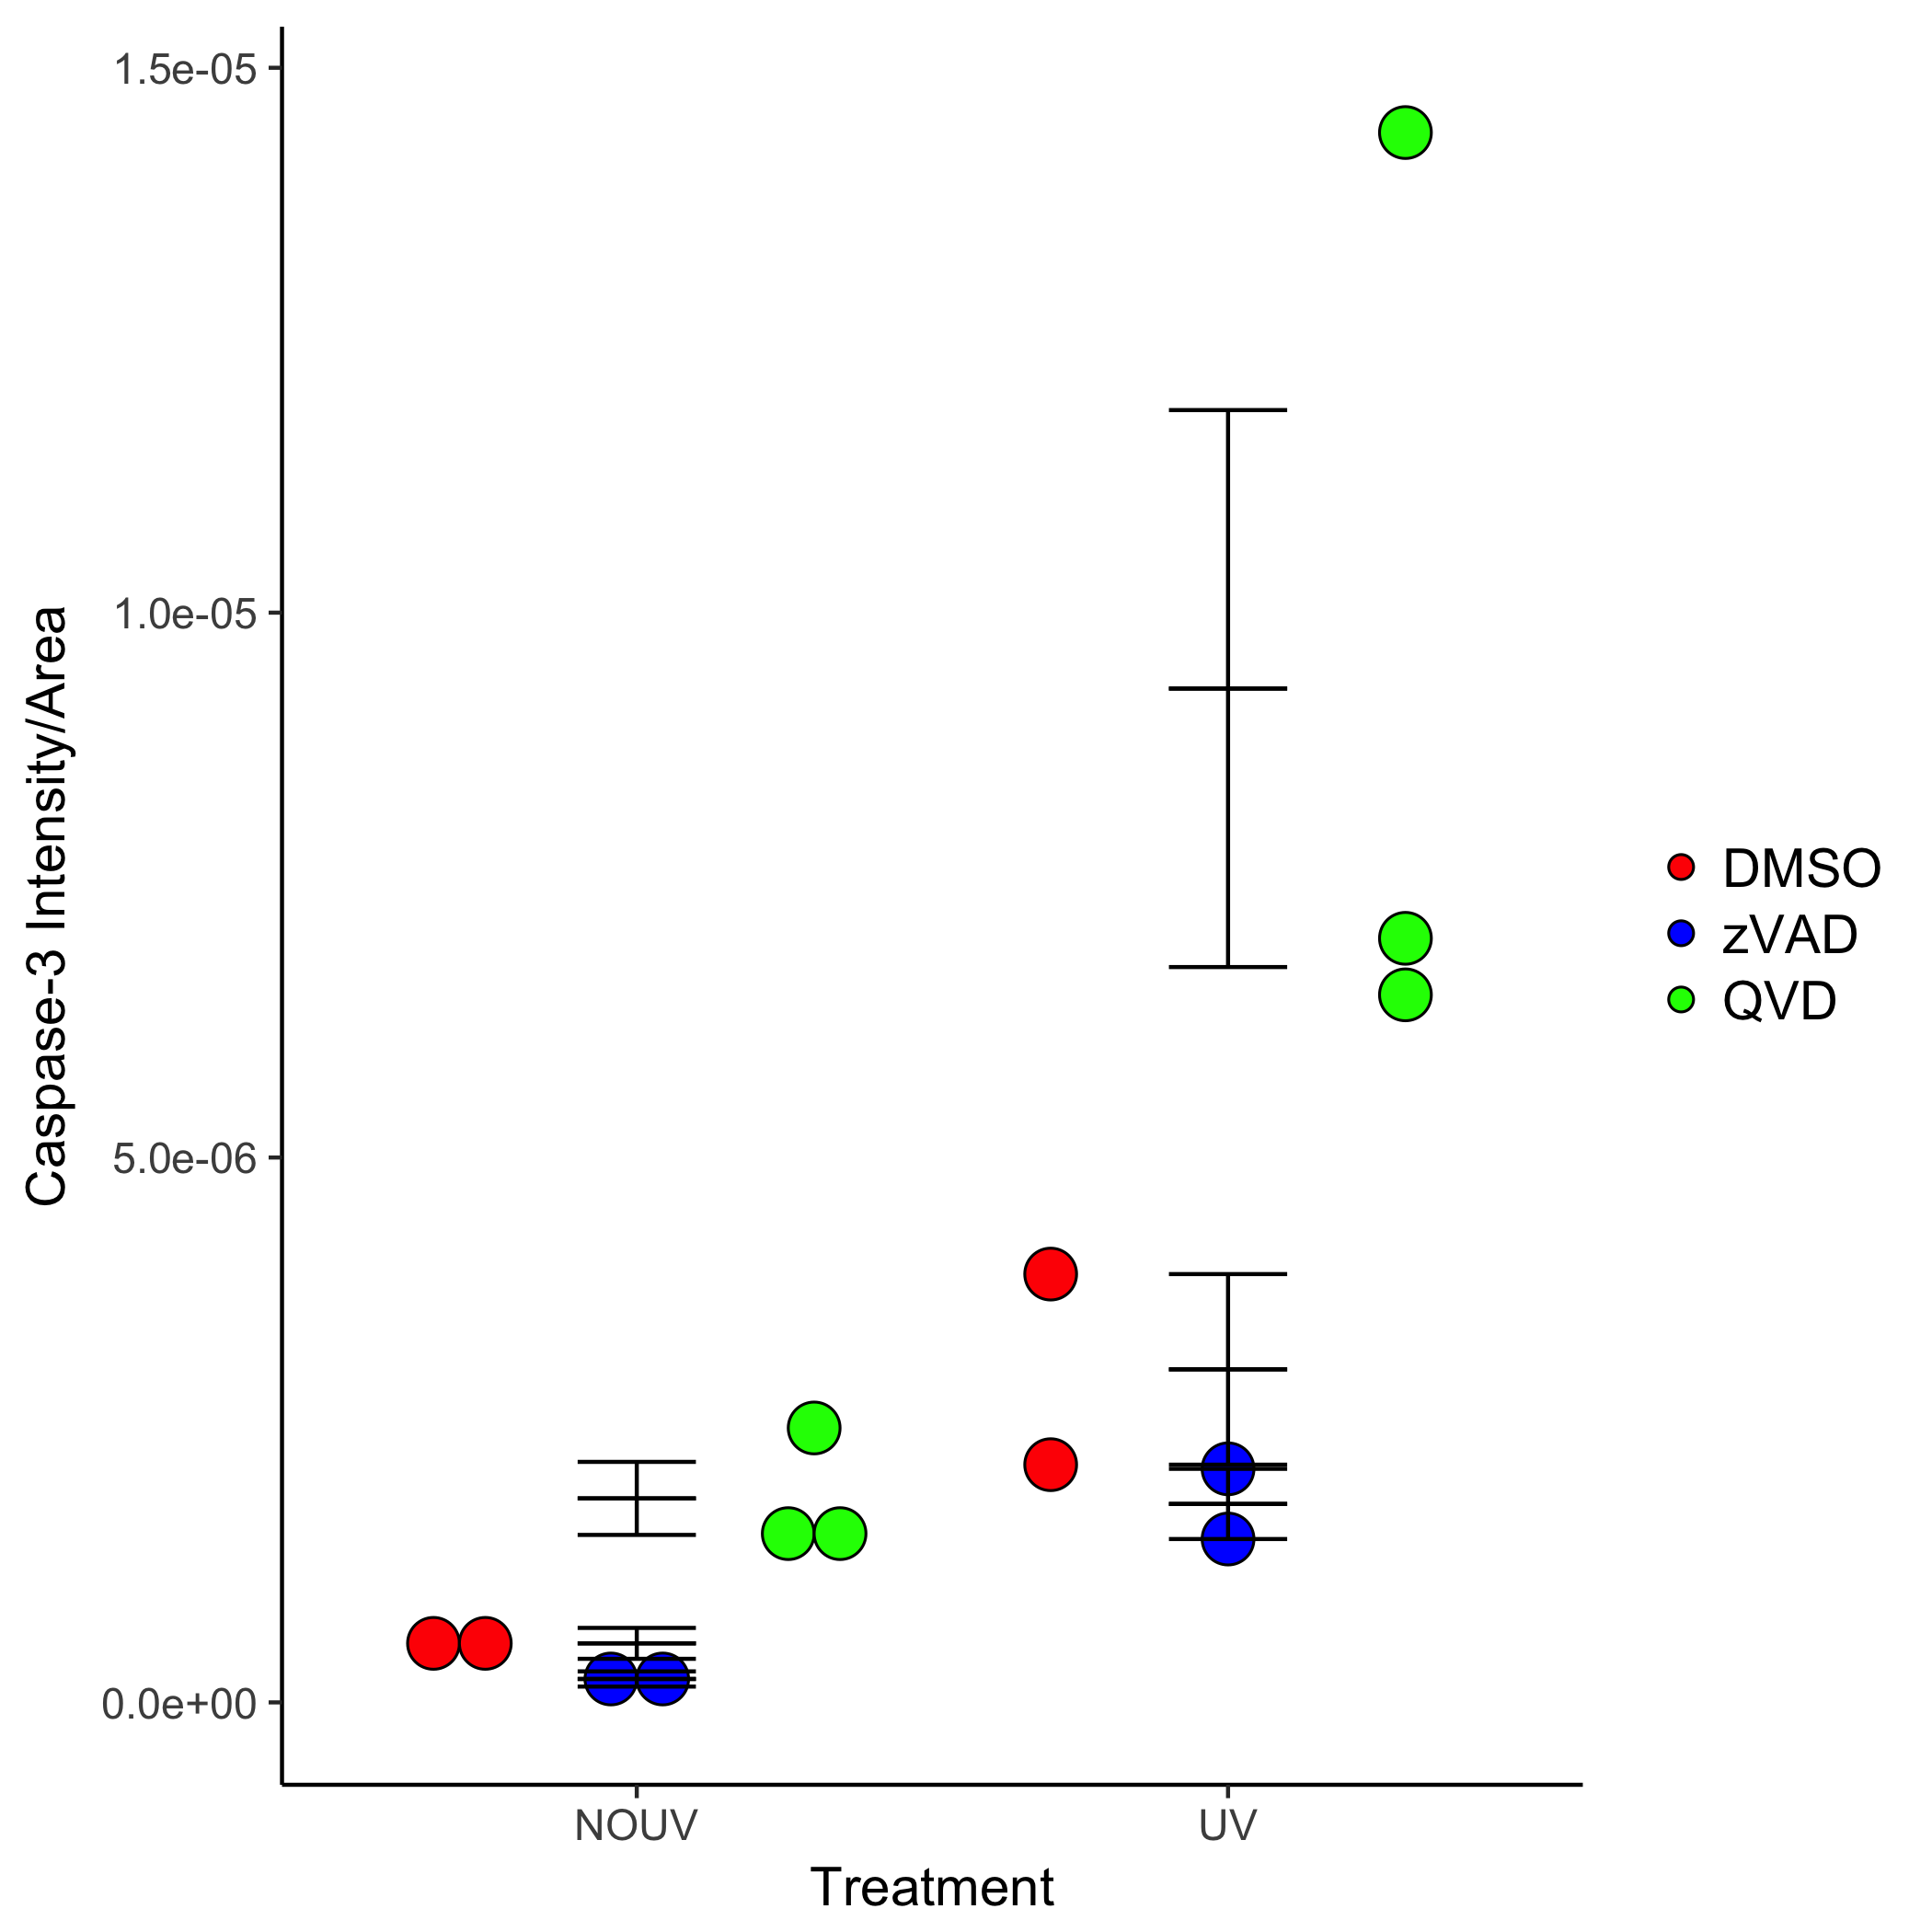 Caspase-3 Intensity/Area
1.5e-05
1.0e-05
5.0e-06
0.0e+00
NOUV
UV
Treatment
DMSO
zVAD
QVD